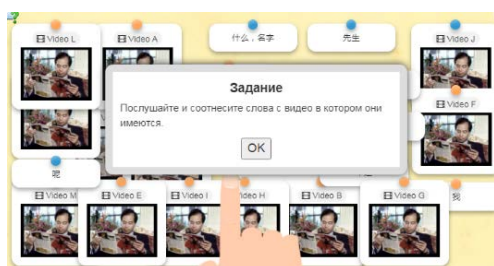 Video L
Video A
什么，名字
先生
Video J
Задание
Послушайте и соотнесите слова с видео в котором они
имеются.
OK
Video F
呢
Video M
Video E
Video I
Video H
Video B
Video G
我